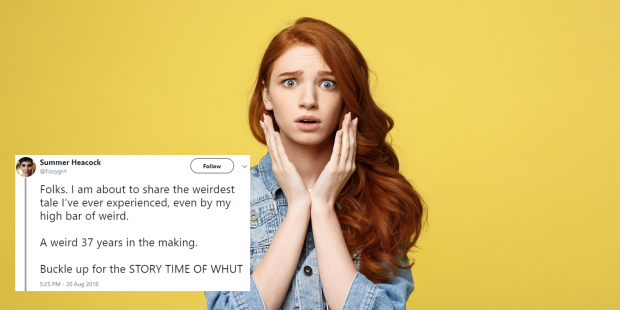 Summer Heacock
@Fizzygrrl
Follow
Folks. I am about to share the weirdest
tale I've ever experienced, even by my
high bar of weird.
A weird 37 years in the making.
Buckle up for the STORY TIME OF WHUT
5:25 PM - 20 Aug 2018